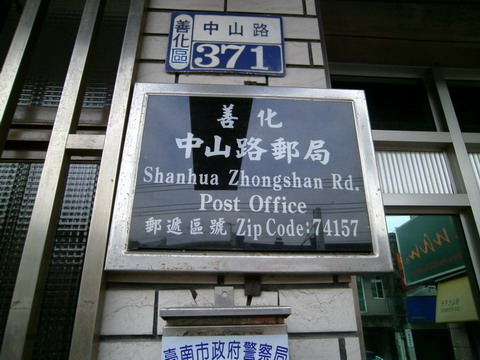 善化區
中山路
371
善化
中山路郵局
Shanhua Zhongshan Rd.
Post Office
郵遞區號 Zip Code:74157
臺南市政府警察局